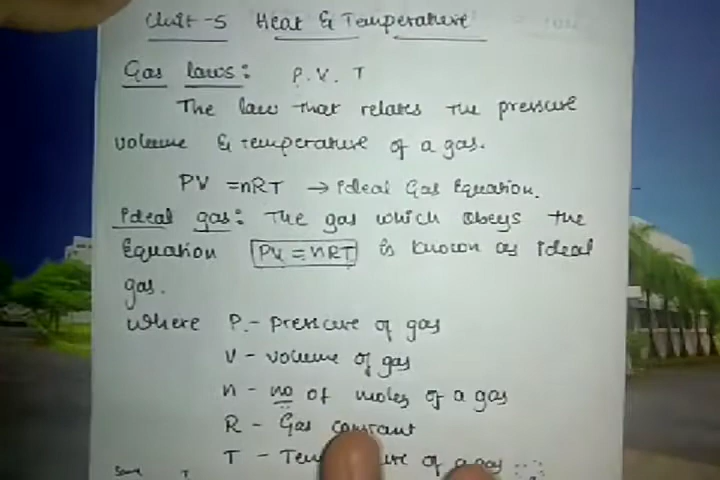 Unit-5 Heat & Temperature
Gas laws: P. V. T
The law that relates the pressure
volume & temperature of a gas.
PV = nRT → Ideal Gas Equation.
Ideal gas: The gas which obeys the
Equation PV = nRT is known as ideal
gas.
Where P - pressure of gas
V - volume of gas
n - no of moles of a gas
R - Gas constant
T - of a gas